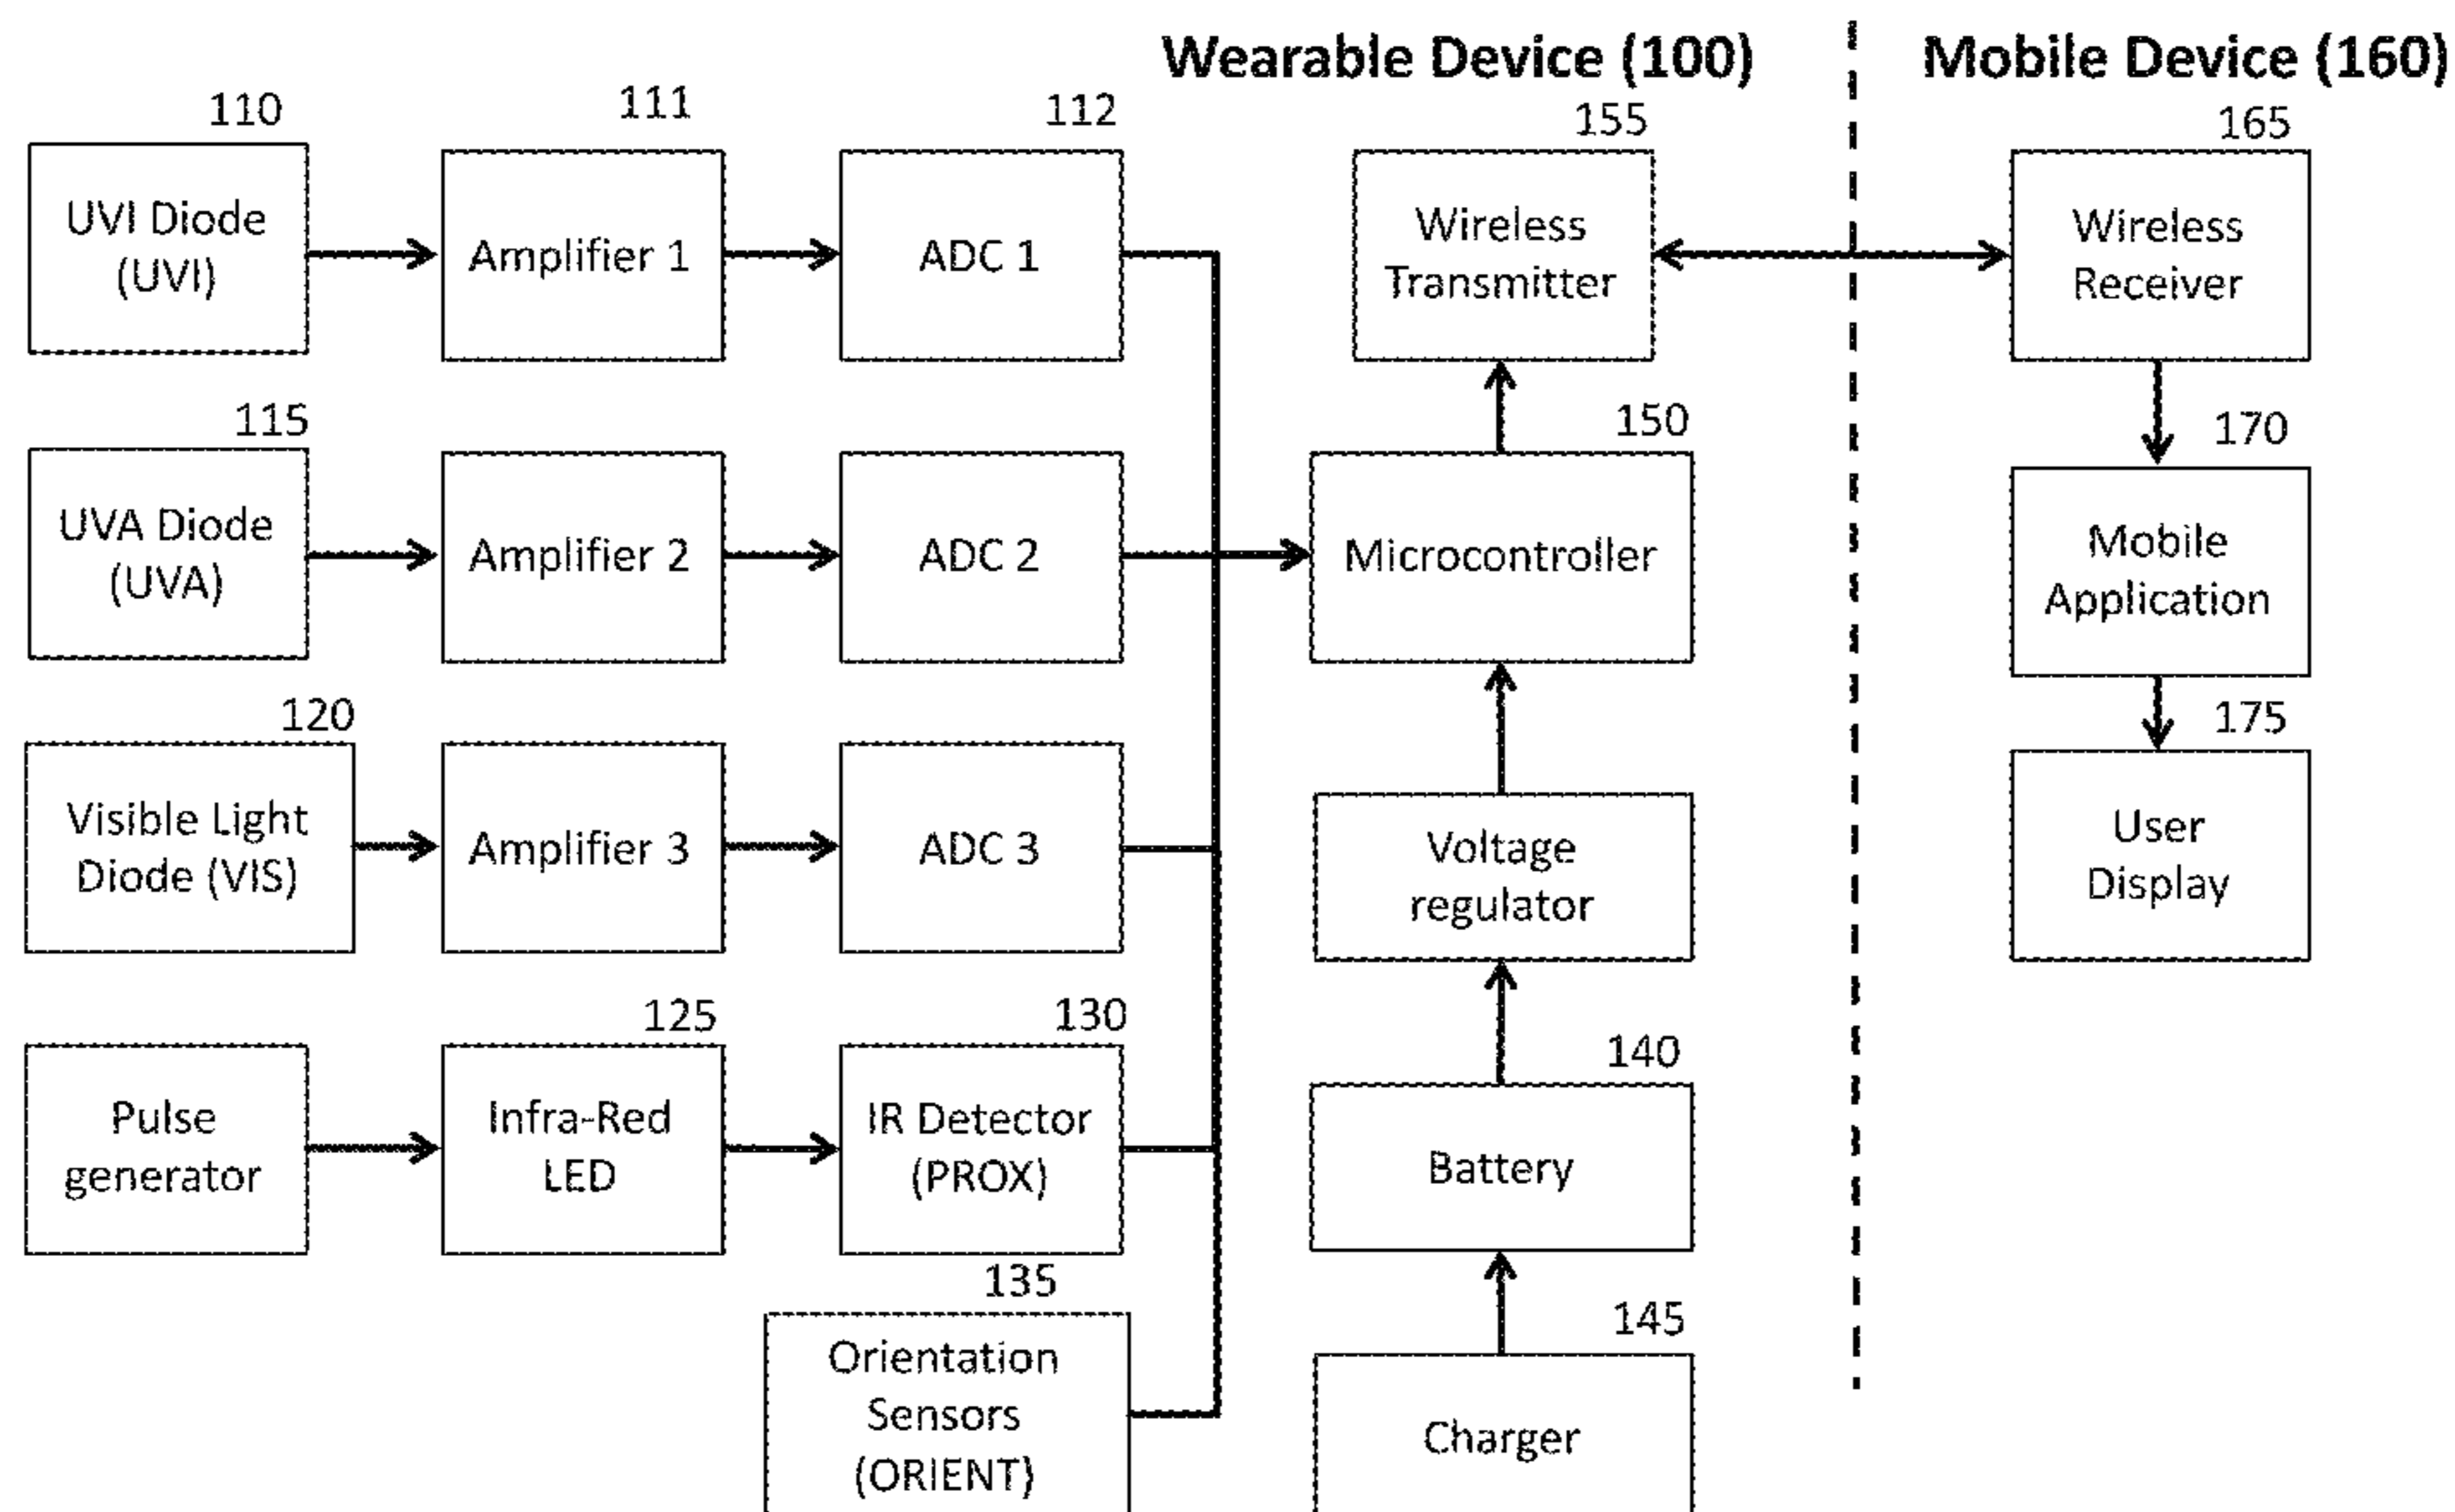 Wearable Device (100)
Mobile Device (160)
110
111
112
155
165
UVI Diode
(UVI)
Amplifier 1
ADC 1
Wireless
Transmitter
Wireless
Receiver
115
150
170
UVA Diode
(UVA)
Amplifier 2
ADC 2
Microcontroller
Mobile
Application
120
175
Visible Light
Diode (VIS)
Amplifier 3
ADC 3
Voltage
regulator
User
Display
125
130
140
Pulse
generator
Infra-Red
LED
IR Detector
(PROX)
Battery
135
145
Orientation
Sensors
(ORIENT)
Charger